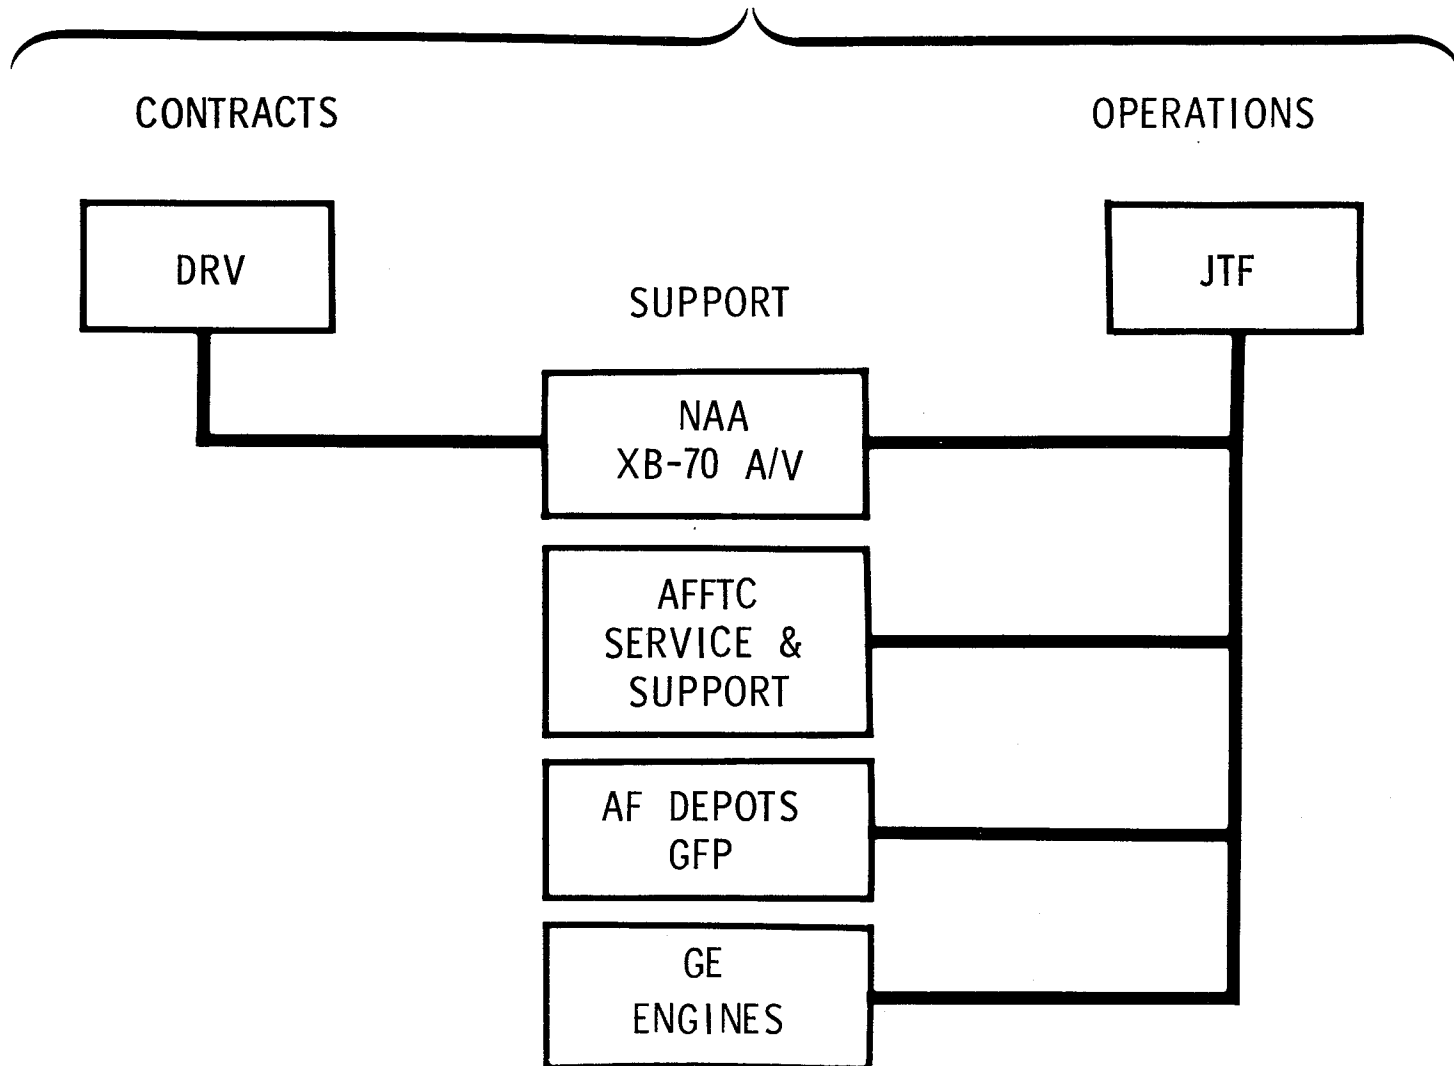 CONTRACTS
OPERATIONS
DRV
JTF
SUPPORT
NAA
XB-70 A/V
AFFTC
SERVICE &
SUPPORT
AF DEPOTS
GFP
GE
ENGINES